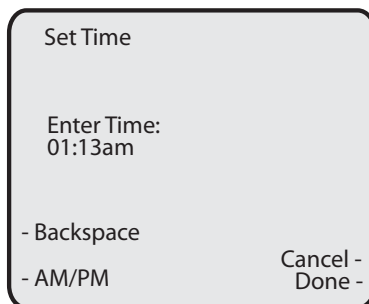 Set Time
Enter Time:
01:13am
- Backspace
Cancel -
- AM/PM
Done -